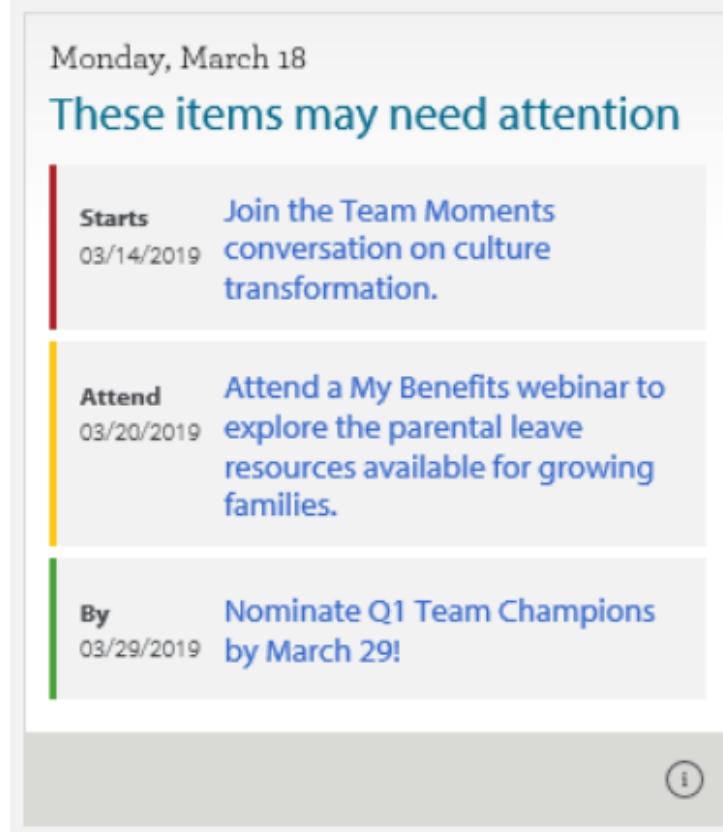 Monday, March 18
These items may need attention
Starts
03/14/2019
Join the Team Moments
conversation on culture
transformation.
Attend
03/20/2019
Attend a My Benefits webinar to
explore the parental leave
resources available for growing
families.
By
03/29/2019
Nominate Q1 Team Champions
by March 29!
i